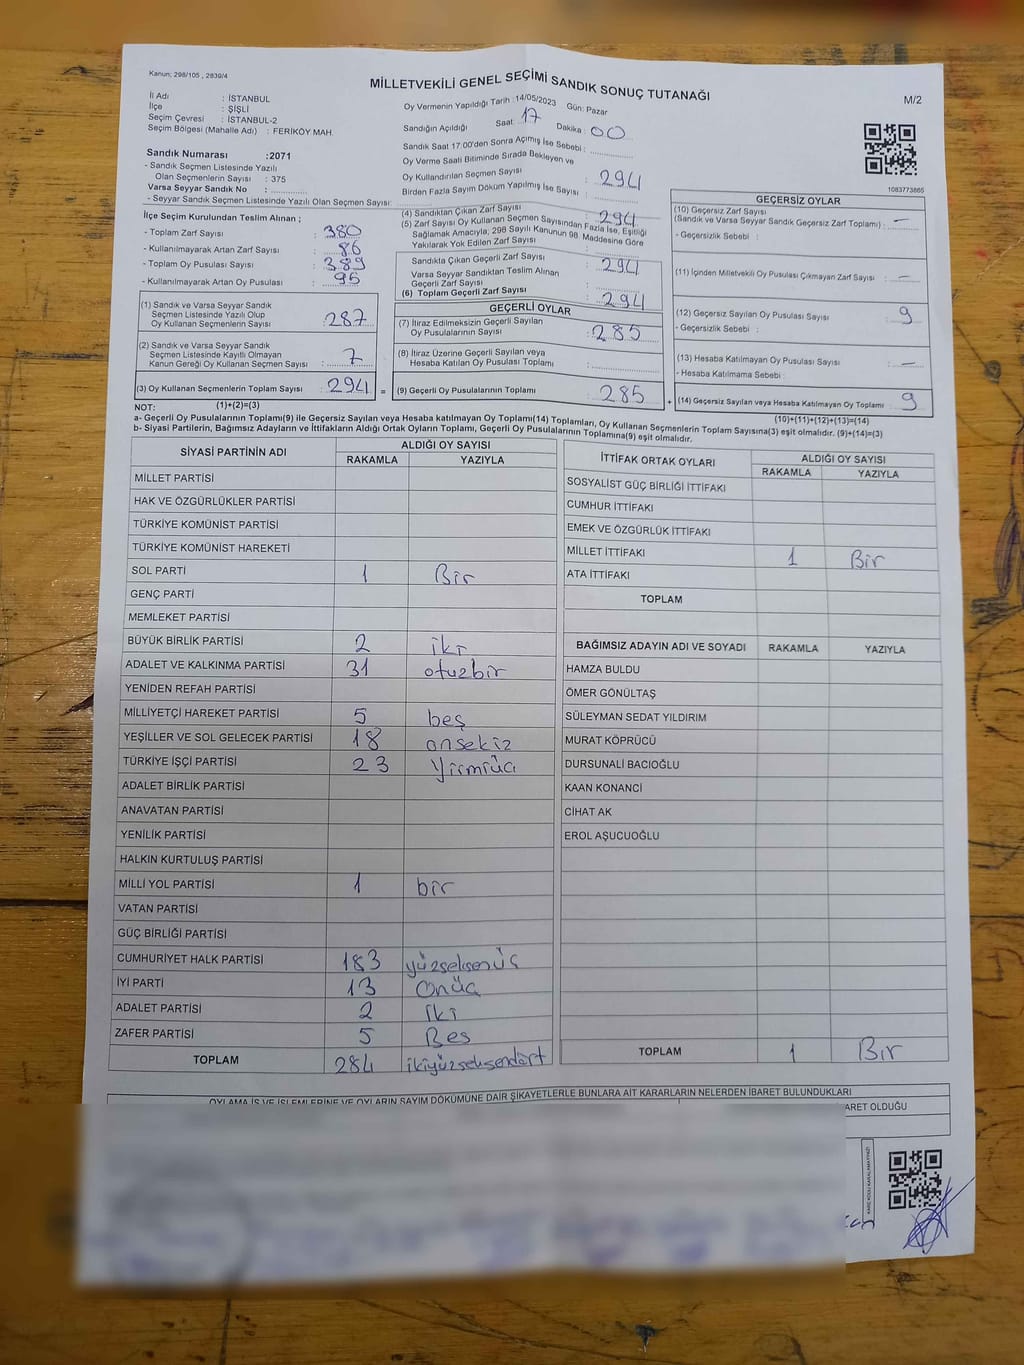 Kanun; 298/105 , 2839/4
MİLLETVEKİLİ GENEL SEÇİMİ SANDIK SONUÇ TUTANAĞI
M/2
İl Adı : İSTANBUL
İlçe : ŞİŞLİ
Seçim Çevresi : İSTANBUL-2
Seçim Bölgesi (Mahalle Adı) : FERİKÖY MAH.
Oy Vermenin Yapıldığı Tarih :14/05/2023 Gün: Pazar
Sandığın Açıldığı Saat: 17 Dakika : 00
Sandık Saat 17:00'den Sonra Açımış İse Sebebi :
Oy Verme Saati Bitiminde Sırada Bekleyen ve
Oy Kullandırılan Seçmen Sayısı : 294
Birden Fazla Sayım Döküm Yapılmış İse Sayısı :
Sandık Numarası :2071
- Sandık Seçmen Listesinde Yazılı
Olan Seçmenlerin Sayısı : 375
Varsa Seyyar Sandık No :
- Seyyar Sandık Seçmen Listesinde Yazılı Olan Seçmen Sayısı:
1083773865
İlçe Seçim Kurulundan Teslim Alınan ;
- Toplam Zarf Sayısı : 380
- Kullanılmayarak Artan Zarf Sayısı : 86
- Toplam Oy Pusulası Sayısı : 389
- Kullanılmayarak Artan Oy Pusulası : 95
(4) Sandıktan Çıkan Zarf Sayısı : 294
(5) Zarf Sayısı Oy Kullanan Seçmen Sayısından Fazla İse, Eşitliği
Sağlamak Amacıyla; 298 Sayılı Kanunun 98. Maddesine Göre
Yakılarak Yok Edilen Zarf Sayısı :
Sandıkta Çıkan Geçerli Zarf Sayısı : 294
Varsa Seyyar Sandıktan Teslim Alınan
Geçerli Zarf Sayısı :
(6) Toplam Geçerli Zarf Sayısı : 294
GEÇERSİZ OYLAR
(10) Geçersiz Zarf Sayısı
(Sandık ve Varsa Seyyar Sandık Geçersiz Zarf Toplamı) : —
- Geçersizlik Sebebi :
(11) İçinden Milletvekili Oy Pusulası Çıkmayan Zarf Sayısı : —
(12) Geçersiz Sayılan Oy Pusulası Sayısı : 9
- Geçersizlik Sebebi :
(13) Hesaba Katılmayan Oy Pusulası Sayısı : —
- Hesaba Katılmama Sebebi :
(14) Geçersiz Sayılan veya Hesaba Katılmayan Oy Toplamı : 9
(10)+(11)+(12)+(13)=(14)
(1) Sandık ve Varsa Seyyar Sandık
Seçmen Listesinde Yazılı Olup
Oy Kullanan Seçmenlerin Sayısı :287
(2) Sandık ve Varsa Seyyar Sandık
Seçmen Listesinde Kayıtlı Olmayan
Kanun Gereği Oy Kullanan Seçmen Sayısı : 7
(3) Oy Kullanan Seçmenlerin Toplam Sayısı : 294 =
(1)+(2)=(3)
GEÇERLİ OYLAR
(7) İtiraz Edilmeksizin Geçerli Sayılan
Oy Pusulalarının Sayısı : 285
(8) İtiraz Üzerine Geçerli Sayılan veya
Hesaba Katılan Oy Pusulası Toplamı :
(9) Geçerli Oy Pusulalarının Toplamı : 285 +
NOT:
a- Geçerli Oy Pusulalarının Toplamı(9) ile Geçersiz Sayılan veya Hesaba katılmayan Oy Toplamı(14) Toplamları, Oy Kullanan Seçmenlerin Toplam Sayısına(3) eşit olmalıdır. (9)+(14)=(3)
b- Siyasi Partilerin, Bağımsız Adayların ve İttifakların Aldığı Ortak Oyların Toplamı, Geçerli Oy Pusulalarının Toplamına(9) eşit olmalıdır.
SİYASİ PARTİNİN ADI ALDIĞI OY SAYISI
RAKAMLA YAZIYLA
MİLLET PARTİSİ
HAK VE ÖZGÜRLÜKLER PARTİSİ
TÜRKİYE KOMÜNİST PARTİSİ
TÜRKİYE KOMÜNİST HAREKETİ
SOL PARTİ 1 Bir
GENÇ PARTİ
MEMLEKET PARTİSİ
BÜYÜK BİRLİK PARTİSİ 2 iki
ADALET VE KALKINMA PARTİSİ 31 otuzbir
YENİDEN REFAH PARTİSİ
MİLLİYETÇİ HAREKET PARTİSİ 5 beş
YEŞİLLER VE SOL GELECEK PARTİSİ 18 onsekiz
TÜRKİYE İŞÇİ PARTİSİ 23 Yirmiüç
ADALET BİRLİK PARTİSİ
ANAVATAN PARTİSİ
YENİLİK PARTİSİ
HALKIN KURTULUŞ PARTİSİ
MİLLİ YOL PARTİSİ 1 bir
VATAN PARTİSİ
GÜÇ BİRLİĞİ PARTİSİ
CUMHURİYET HALK PARTİSİ 183 yüzseksenüç
İYİ PARTİ 13 Onüç
ADALET PARTİSİ 2 İki
ZAFER PARTİSİ 5 Beş
TOPLAM 284 ikiyüzseksendört
İTTİFAK ORTAK OYLARI ALDIĞI OY SAYISI
RAKAMLA YAZIYLA
SOSYALİST GÜÇ BİRLİĞİ İTTİFAKI
CUMHUR İTTİFAKI
EMEK VE ÖZGÜRLÜK İTTİFAKI
MİLLET İTTİFAKI 1 Bir
ATA İTTİFAKI
TOPLAM
BAĞIMSIZ ADAYIN ADI VE SOYADI RAKAMLA YAZIYLA
HAMZA BULDU
ÖMER GÖNÜLTAŞ
SÜLEYMAN SEDAT YILDIRIM
MURAT KÖPRÜCÜ
DURSUNALİ BACIOĞLU
KAAN KONANCİ
CİHAT AK
EROL AŞUCUOĞLU
TOPLAM 1 Bir
OYLAMA İŞ VE İŞLEMLERİNE VE OYLARIN SAYIM DÖKÜMÜNE DAİR ŞİKAYETLERLE BUNLARA AİT KARARLARIN NELERDEN İBARET BULUNDUKLARI
ARET OLDUĞU